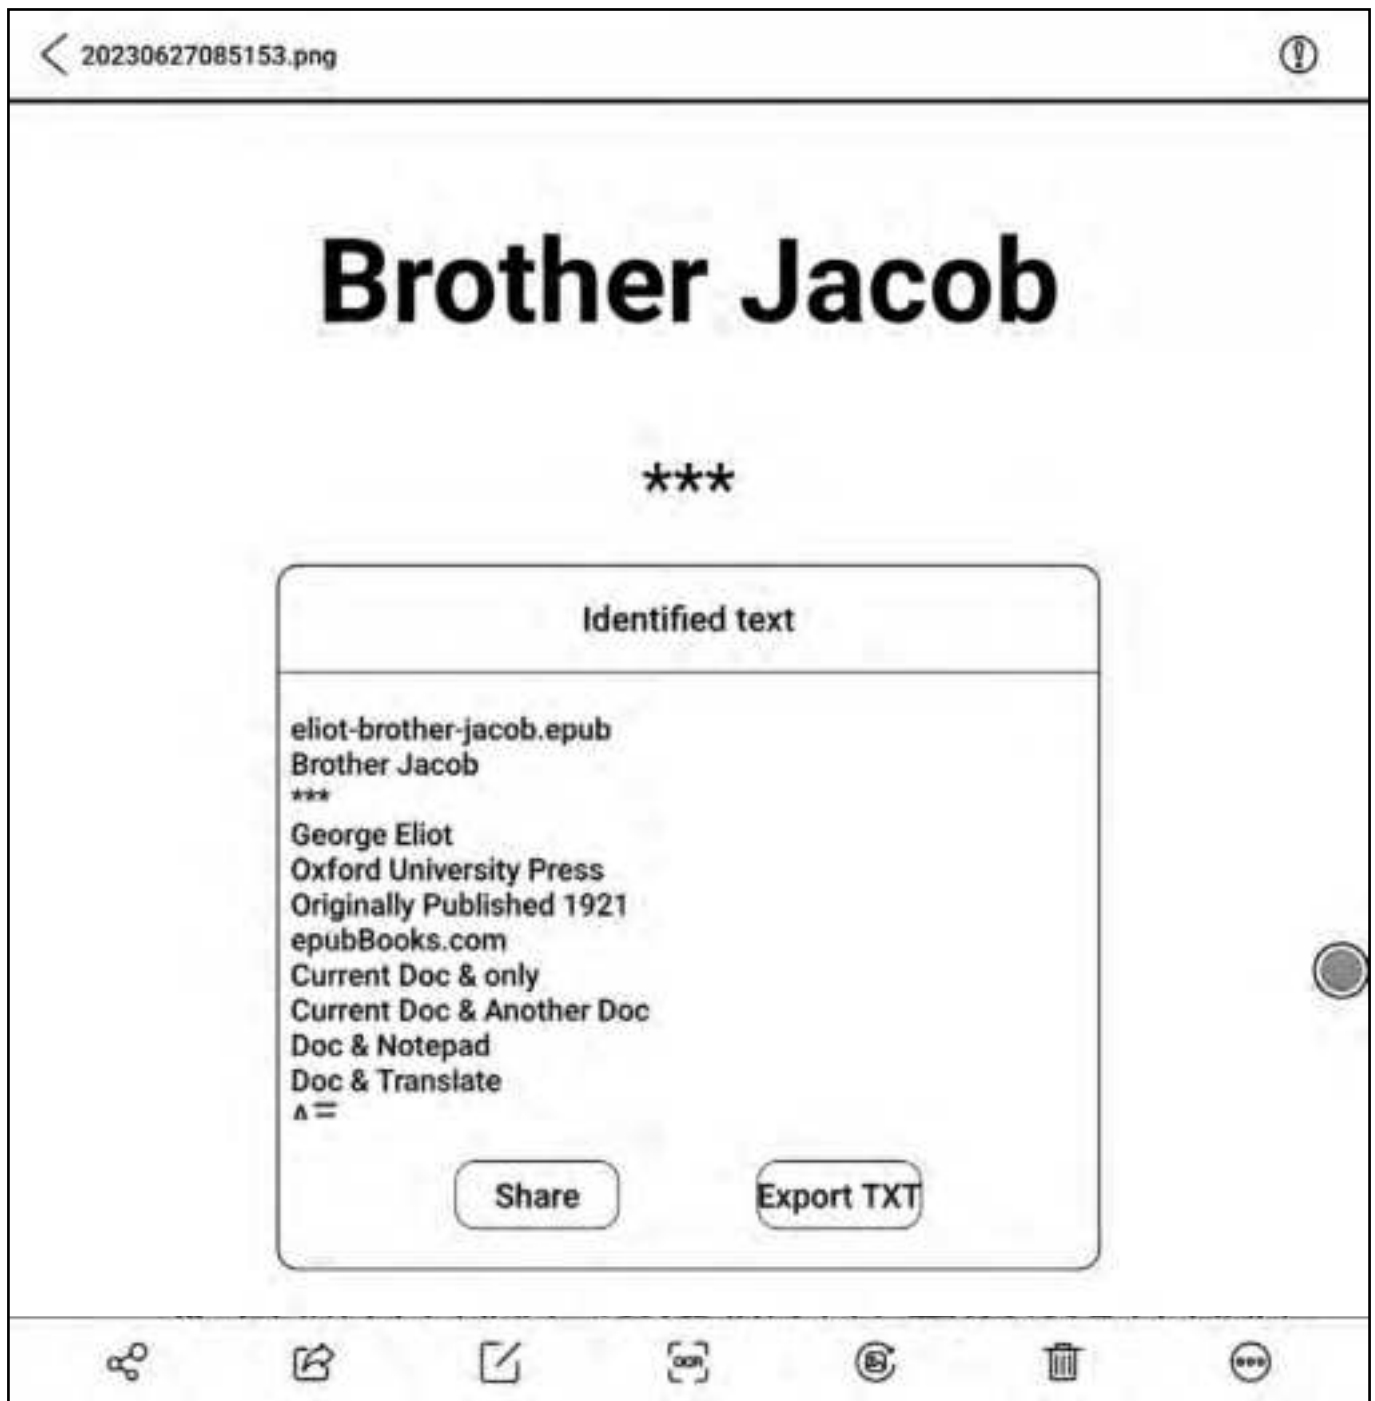 20230627085153.png
Brother Jacob
***
Identified text
eliot-brother-jacob.epub
Brother Jacob
***
George Eliot
Oxford University Press
Originally Published 1921
epubBooks.com
Current Doc & only
Current Doc & Another Doc
Doc & Notepad
Doc & Translate
Share
Export TXT
OCR